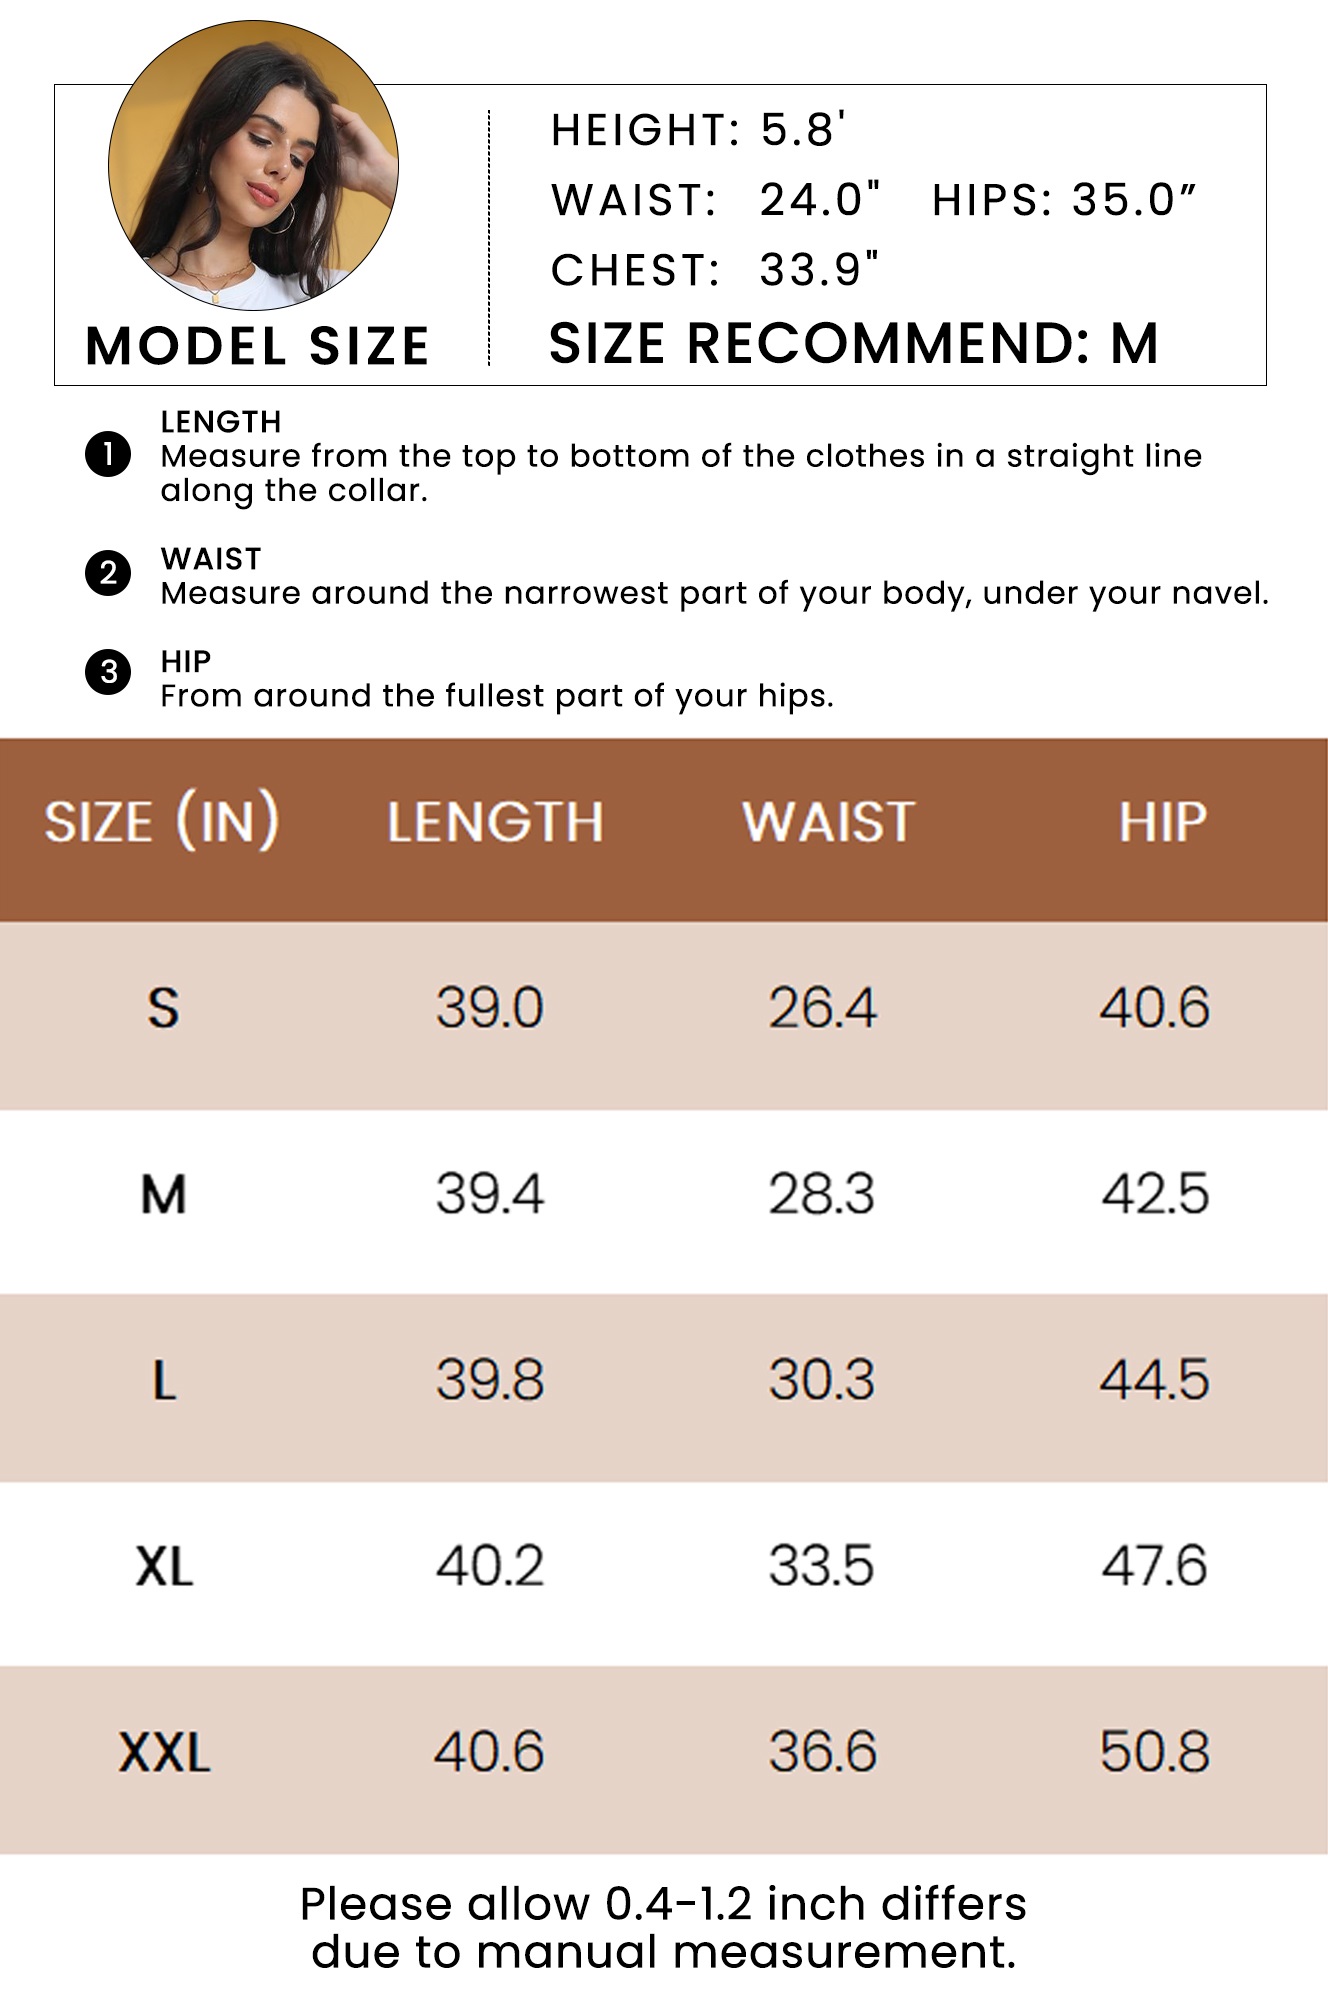 MODEL SIZE
HEIGHT: 5.8'
WAIST: 24.0" HIPS: 35.0”
CHEST: 33.9"
SIZE RECOMMEND: M
1 LENGTH
Measure from the top to bottom of the clothes in a straight line
along the collar.
2 WAIST
Measure around the narrowest part of your body, under your navel.
3 HIP
From around the fullest part of your hips.
SIZE (IN) LENGTH WAIST HIP
S 39.0 26.4 40.6
M 39.4 28.3 42.5
L 39.8 30.3 44.5
XL 40.2 33.5 47.6
XXL 40.6 36.6 50.8
Please allow 0.4-1.2 inch differs
due to manual measurement.